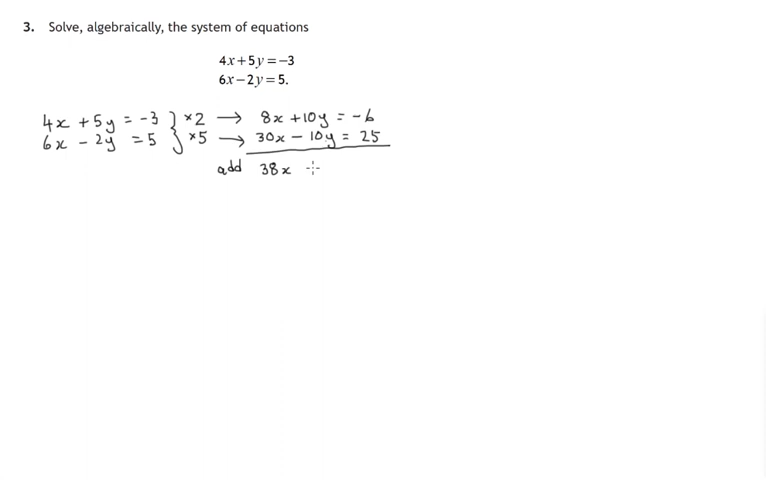 3. Solve, algebraically, the system of equations
4x+5y=−3
6x−2y=5.
4x + 5y = -3 } ×2 → 8x + 10y = -6
6x - 2y = 5 } ×5 → 30x - 10y = 25
add 38x